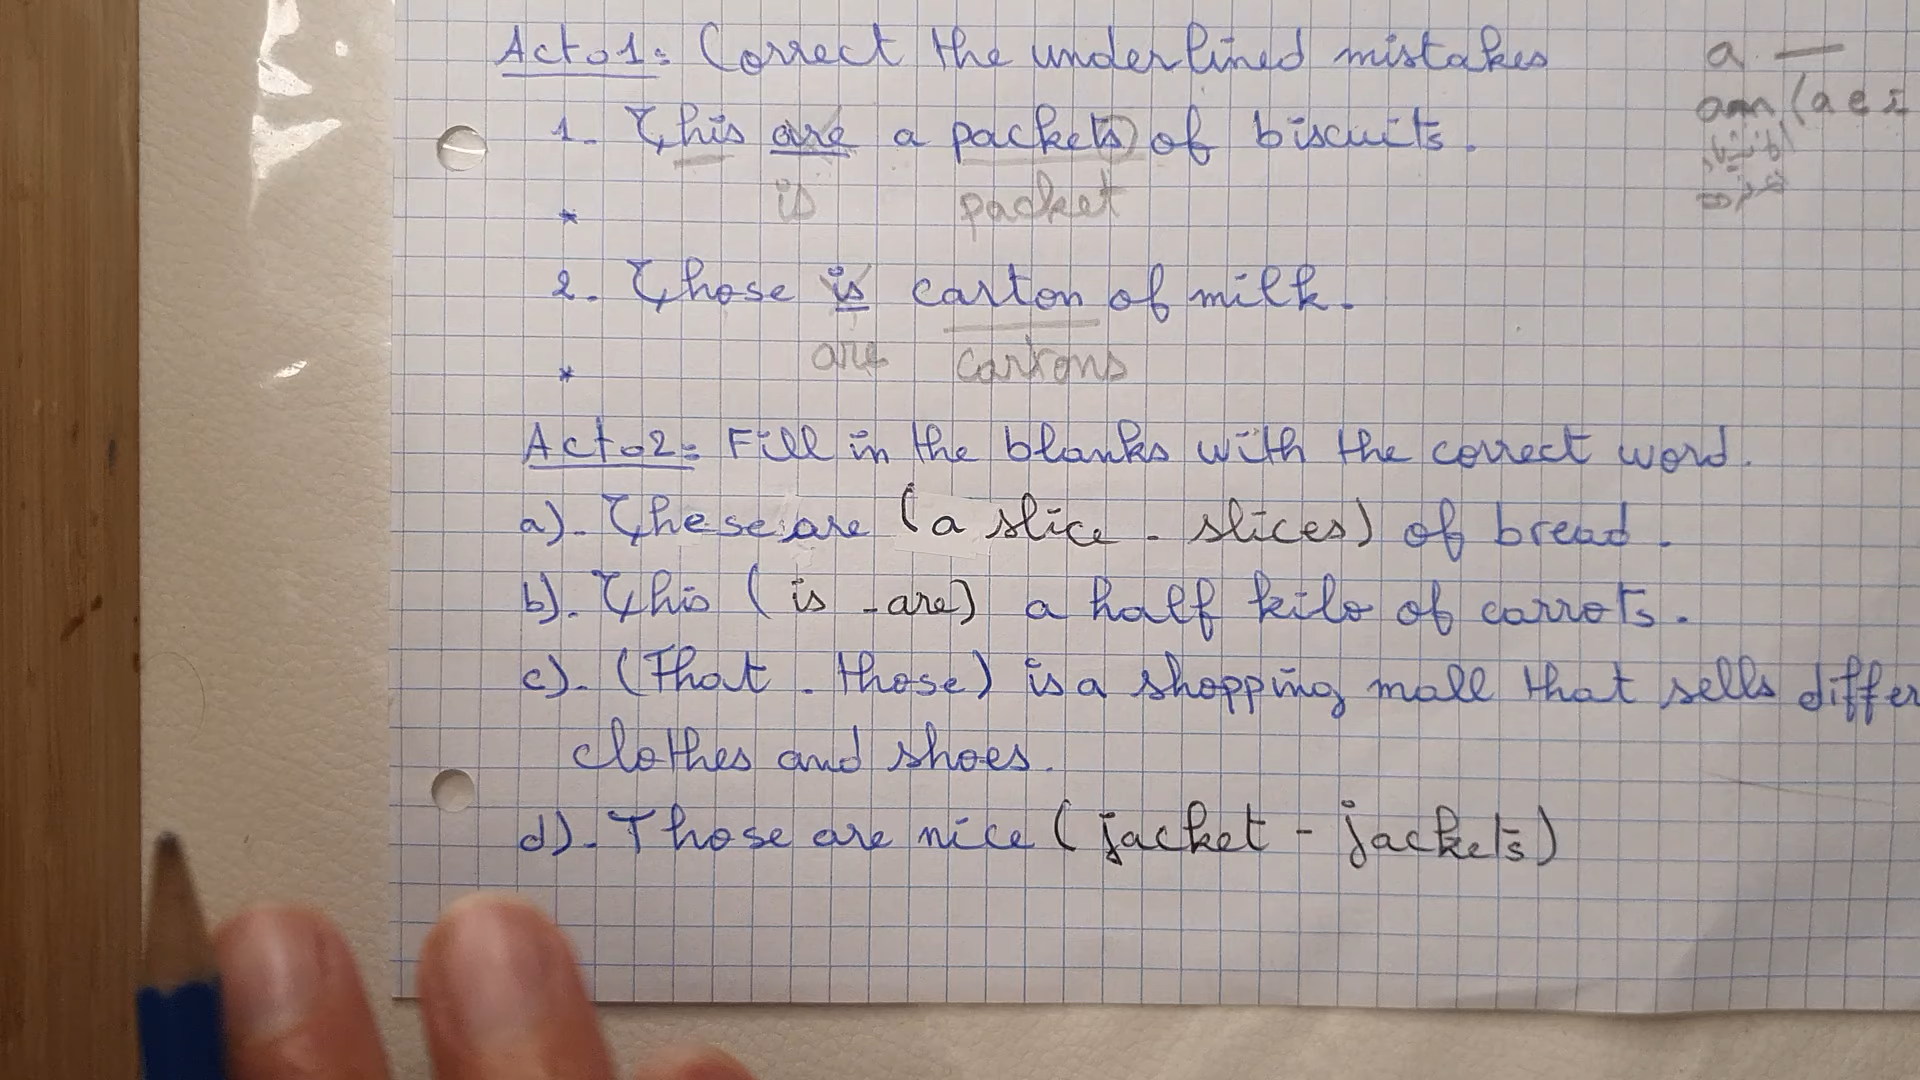 Act 1: Correct the underlined mistakes
a. —
an (a e i
1. This are a packets of biscuits.
* is packet
2. Those is carton of milk.
* are cartons
Act 2: Fill in the blanks with the correct word.
a). These are (a slice - slices) of bread.
b). This (is - are) a half kilo of carrots.
c). (That - those) is a shopping mall that sells differ
clothes and shoes.
d). Those are nice (jacket - jackets)